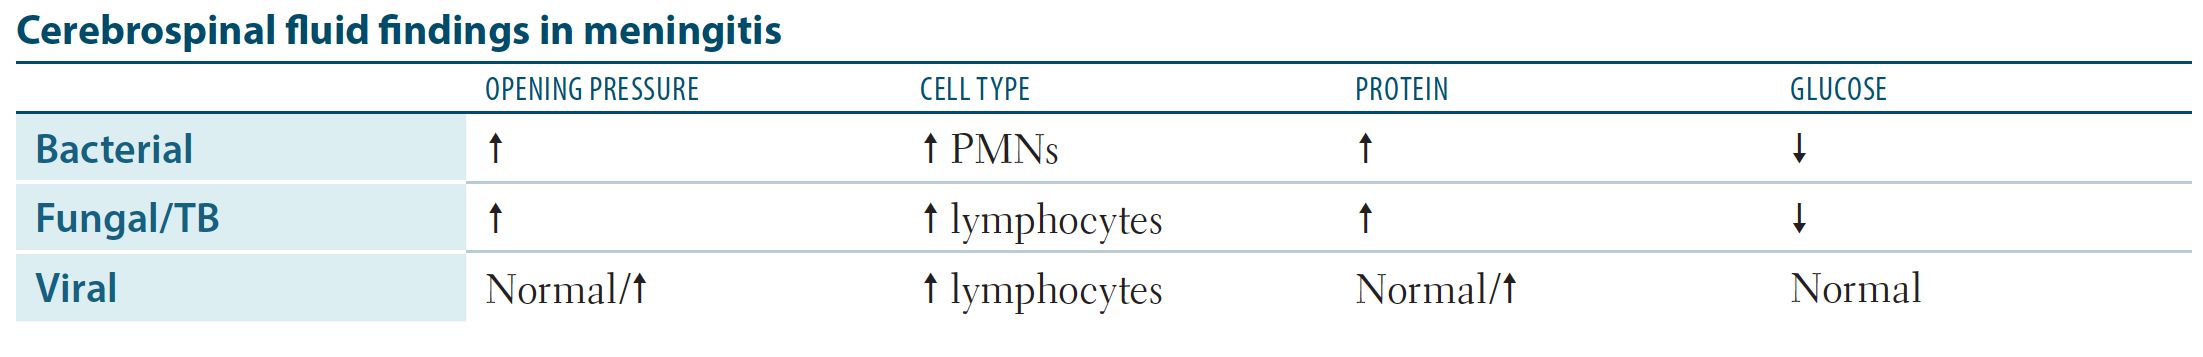 Cerebrospinal fluid findings in meningitis
OPENING PRESSURE CELL TYPE PROTEIN GLUCOSE
Bacterial ↑ ↑ PMNs ↑ ↓
Fungal/TB ↑ ↑ lymphocytes ↑ ↓
Viral Normal/↑ ↑ lymphocytes Normal/↑ Normal